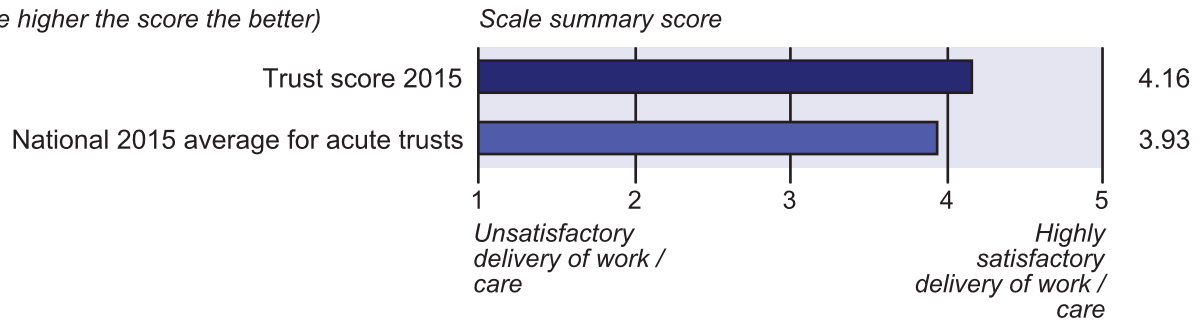 e higher the score the better)
Scale summary score
Trust score 2015
4.16
National 2015 average for acute trusts
3.93
1 2 3 4 5
Unsatisfactory
delivery of work /
care
Highly
satisfactory
delivery of work /
care